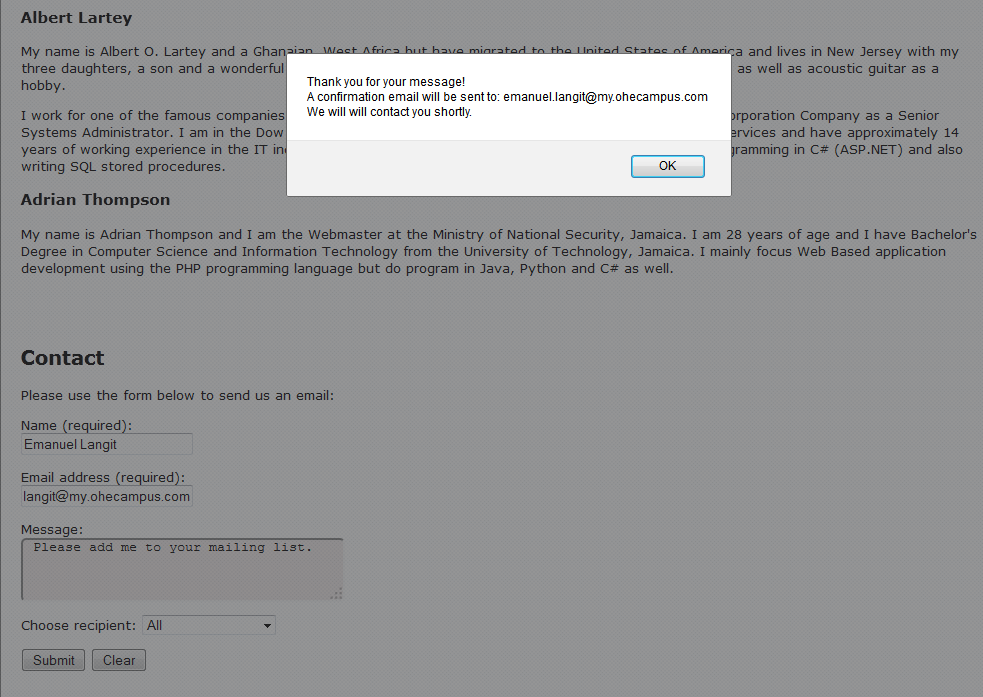 Albert Lartey
My name is Albert O. Lartey and a Ghanaian, West Africa but have migrated to the United States of America and lives in New Jersey with my
three daughters, a son and a wonderful as well as acoustic guitar as a
hobby.
I work for one of the famous companies orporation Company as a Senior
Systems Administrator. I am in the Dow ervices and have approximately 14
years of working experience in the IT in gramming in C# (ASP.NET) and also
writing SQL stored procedures.
Thank you for your message!
A confirmation email will be sent to: emanuel.langit@my.ohecampus.com
We will will contact you shortly.
OK
Adrian Thompson
My name is Adrian Thompson and I am the Webmaster at the Ministry of National Security, Jamaica. I am 28 years of age and I have Bachelor's
Degree in Computer Science and Information Technology from the University of Technology, Jamaica. I mainly focus Web Based application
development using the PHP programming language but do program in Java, Python and C# as well.
Contact
Please use the form below to send us an email:
Name (required):
Emanuel Langit
Email address (required):
langit@my.ohecampus.com
Message:
Please add me to your mailing list.
Choose recipient: All
Submit Clear